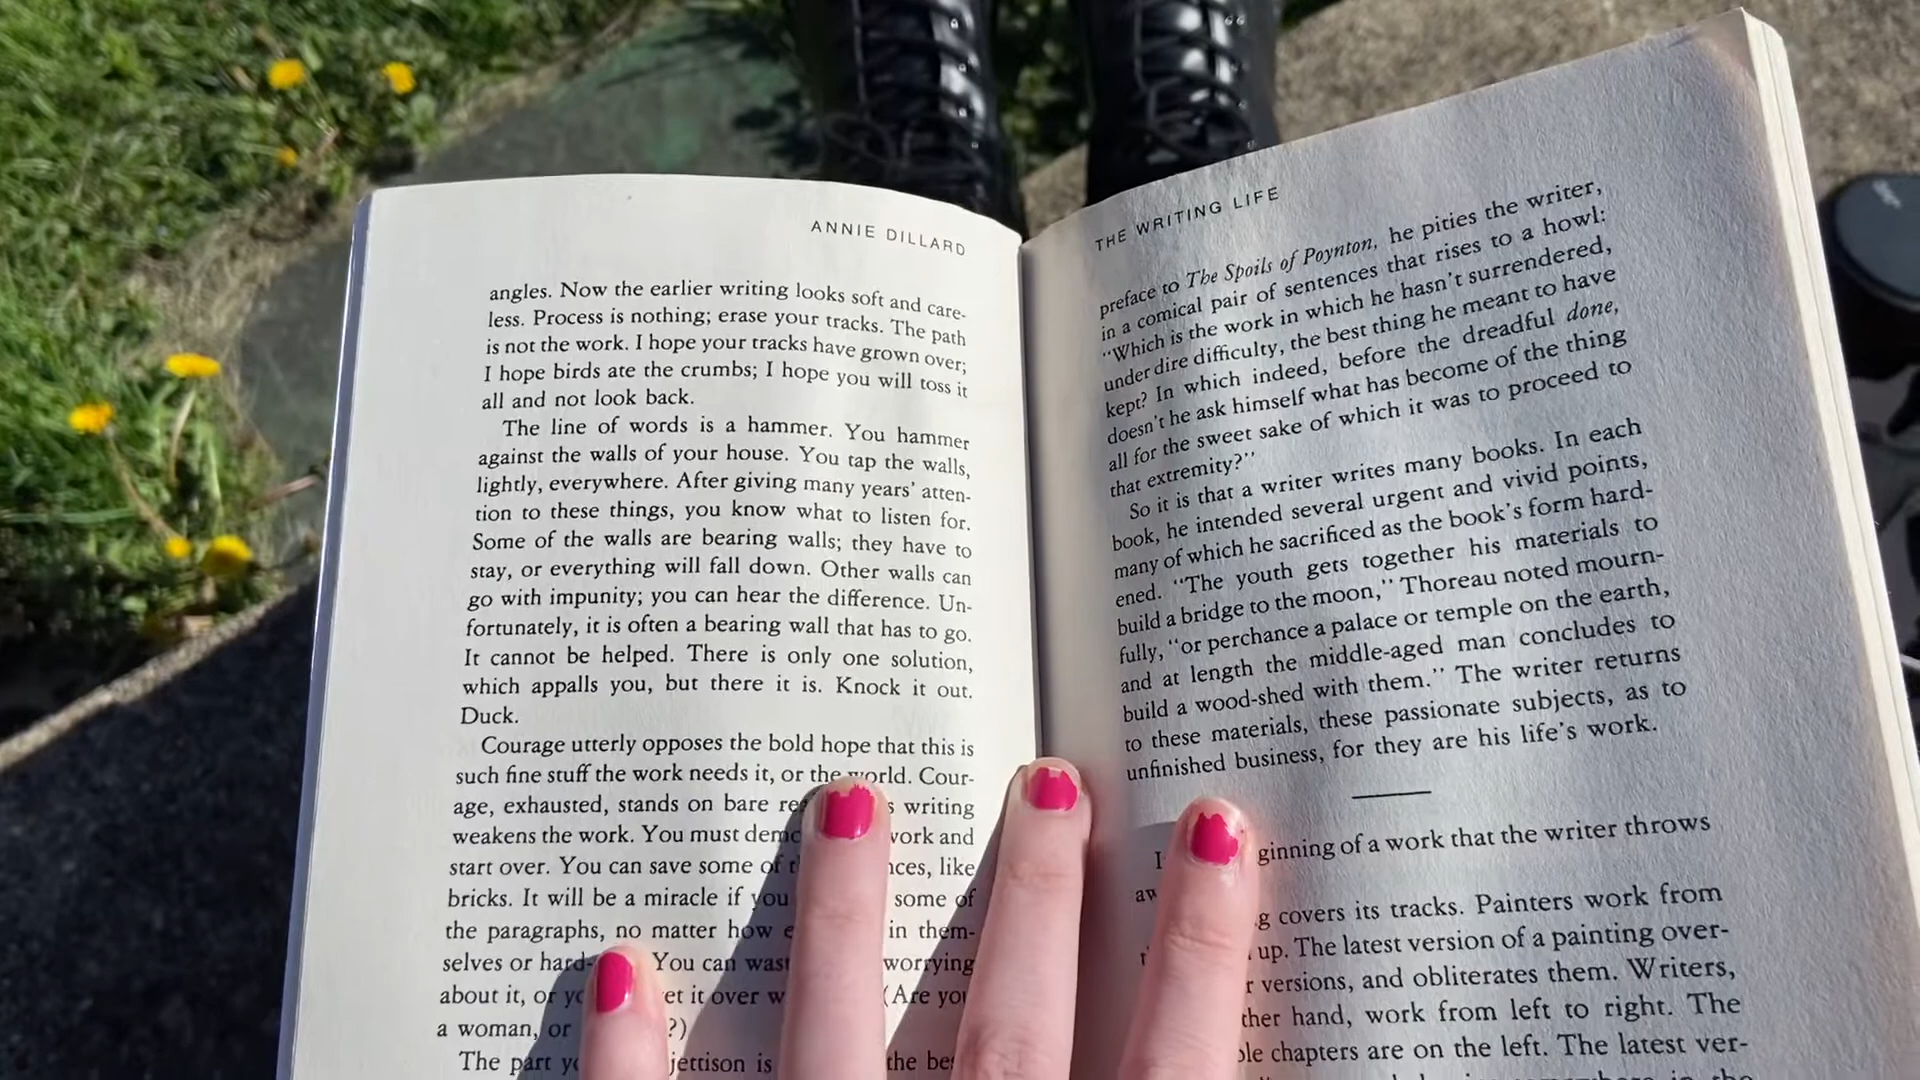 ANNIE DILLARD
angles. Now the earlier writing looks soft and care-
less. Process is nothing; erase your tracks. The path
is not the work. I hope your tracks have grown over;
I hope birds ate the crumbs; I hope you will toss it
all and not look back.
The line of words is a hammer. You hammer
against the walls of your house. You tap the walls,
lightly, everywhere. After giving many years’ atten-
tion to these things, you know what to listen for.
Some of the walls are bearing walls; they have to
stay, or everything will fall down. Other walls can
go with impunity; you can hear the difference. Un-
fortunately, it is often a bearing wall that has to go.
It cannot be helped. There is only one solution,
which appalls you, but there it is. Knock it out.
Duck.
Courage utterly opposes the bold hope that this is
such fine stuff the work needs it, or the world. Cour-
age, exhausted, stands on bare writing
weakens the work. You must work and
start over. You can save some of like
bricks. It will be a miracle if you some of
the paragraphs, no matter how in them-
selves or hard- You can worrying
about it, or it over (Are you
a woman, or ?)
The part jettison is the
THE WRITING LIFE
preface to The Spoils of Poynton, he pities the writer,
in a comical pair of sentences that rises to a howl:
“Which is the work in which he hasn’t surrendered,
under dire difficulty, the best thing he meant to have
kept? In which indeed, before the dreadful done,
doesn’t he ask himself what has become of the thing
all for the sweet sake of which it was to proceed to
that extremity?”
So it is that a writer writes many books. In each
book, he intended several urgent and vivid points,
many of which he sacrificed as the book’s form hard-
ened. “The youth gets together his materials to
build a bridge to the moon,” Thoreau noted mourn-
fully, “or perchance a palace or temple on the earth,
and at length the middle-aged man concludes to
build a wood-shed with them.” The writer returns
to these materials, these passionate subjects, as to
unfinished business, for they are his life’s work.
of a work that the writer throws
covers its tracks. Painters work from
up. The latest version of a painting over-
versions, and obliterates them. Writers,
hand, work from left to right. The
chapters are on the left. The latest ver-